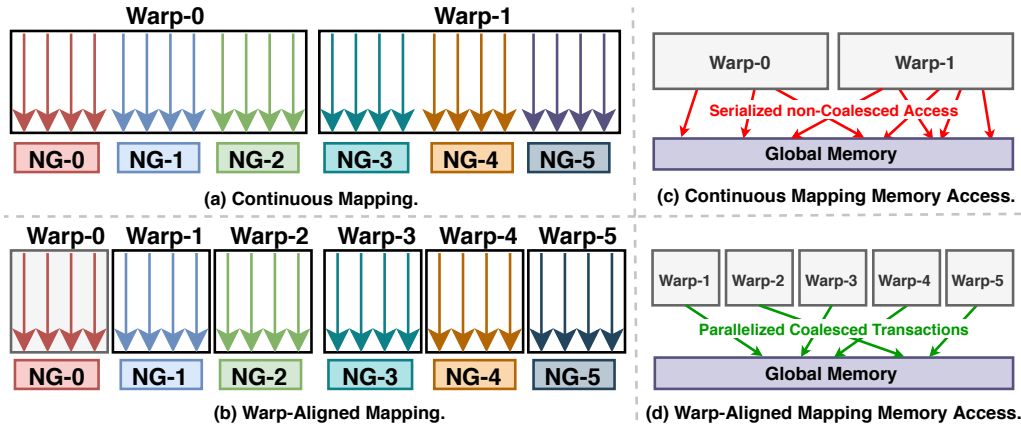 Warp-0 Warp-1
NG-0 NG-1 NG-2 NG-3 NG-4 NG-5
(a) Continuous Mapping.
Warp-0 Warp-1 Warp-2 Warp-3 Warp-4 Warp-5
NG-0 NG-1 NG-2 NG-3 NG-4 NG-5
(b) Warp-Aligned Mapping.
Warp-0 Warp-1
Serialized non-Coalesced Access
Global Memory
(c) Continuous Mapping Memory Access.
Warp-1 Warp-2 Warp-3 Warp-4 Warp-5
Parallelized Coalesced Transactions
Global Memory
(d) Warp-Aligned Mapping Memory Access.